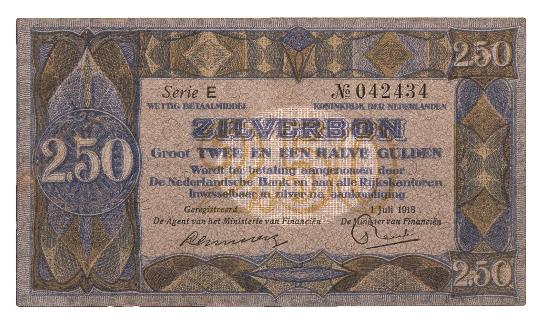 2.50
Serie E
№ 042434
WETTIG BETAALMIDDEL
KONINKRIJK DER NEDERLANDEN
ZILVERBON
Groot TWEE EN EEN HALVE GULDEN
Wordt ter betaling aangenomen door
De Nederlandsche Bank en aan alle Rijkskantoren
Inwisselbaar in zilver na aankondiging
2.50
Geregistreerd
1 Juli 1918
De Agent van het Ministerie van Financiën
De Minister van Financiën
2.50